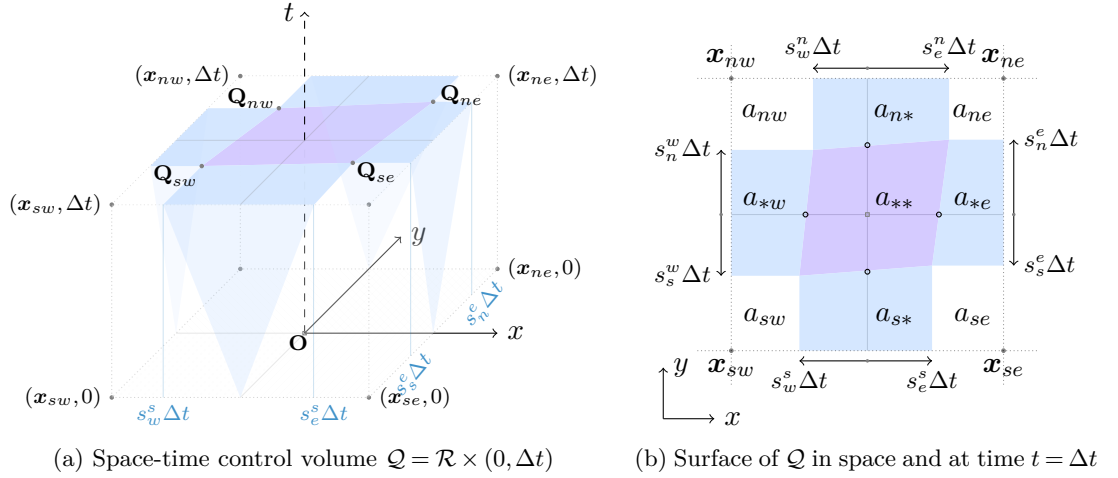 t
(x_nw, Δt)
(x_ne, Δt)
Q_nw
Q_ne
Q_sw
Q_se
(x_sw, Δt)
y
(x_ne, 0)
s_n^e Δt
O
x
s_s^e Δt
(x_sw, 0)
(x_se, 0)
s_w^s Δt
s_e^s Δt
(a) Space-time control volume 𝒬 = ℛ × (0, Δt)
s_w^n Δt
s_e^n Δt
x_nw
x_ne
a_nw
a_n*
a_ne
s_n^w Δt
s_n^e Δt
a_*w
a_**
a_*e
s_s^w Δt
s_s^e Δt
a_sw
a_s*
a_se
x_sw
x_se
s_w^s Δt
s_e^s Δt
y
x
(b) Surface of 𝒬 in space and at time t = Δt